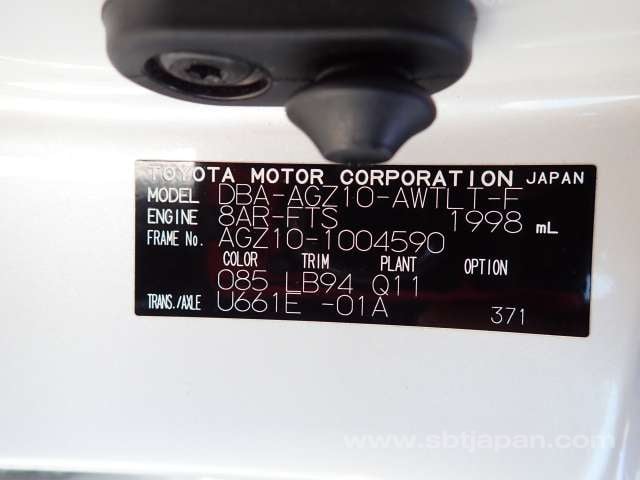 TOYOTA MOTOR CORPORATION JAPAN
MODEL DBA-AGZ10-AWTLT-F
ENGINE 8AR-FTS 1998 mL
FRAME No. AGZ10-1004590
COLOR TRIM PLANT OPTION
085 LB94 Q11
TRANS./AXLE U661E -01A 371
www.sbtjapan.com